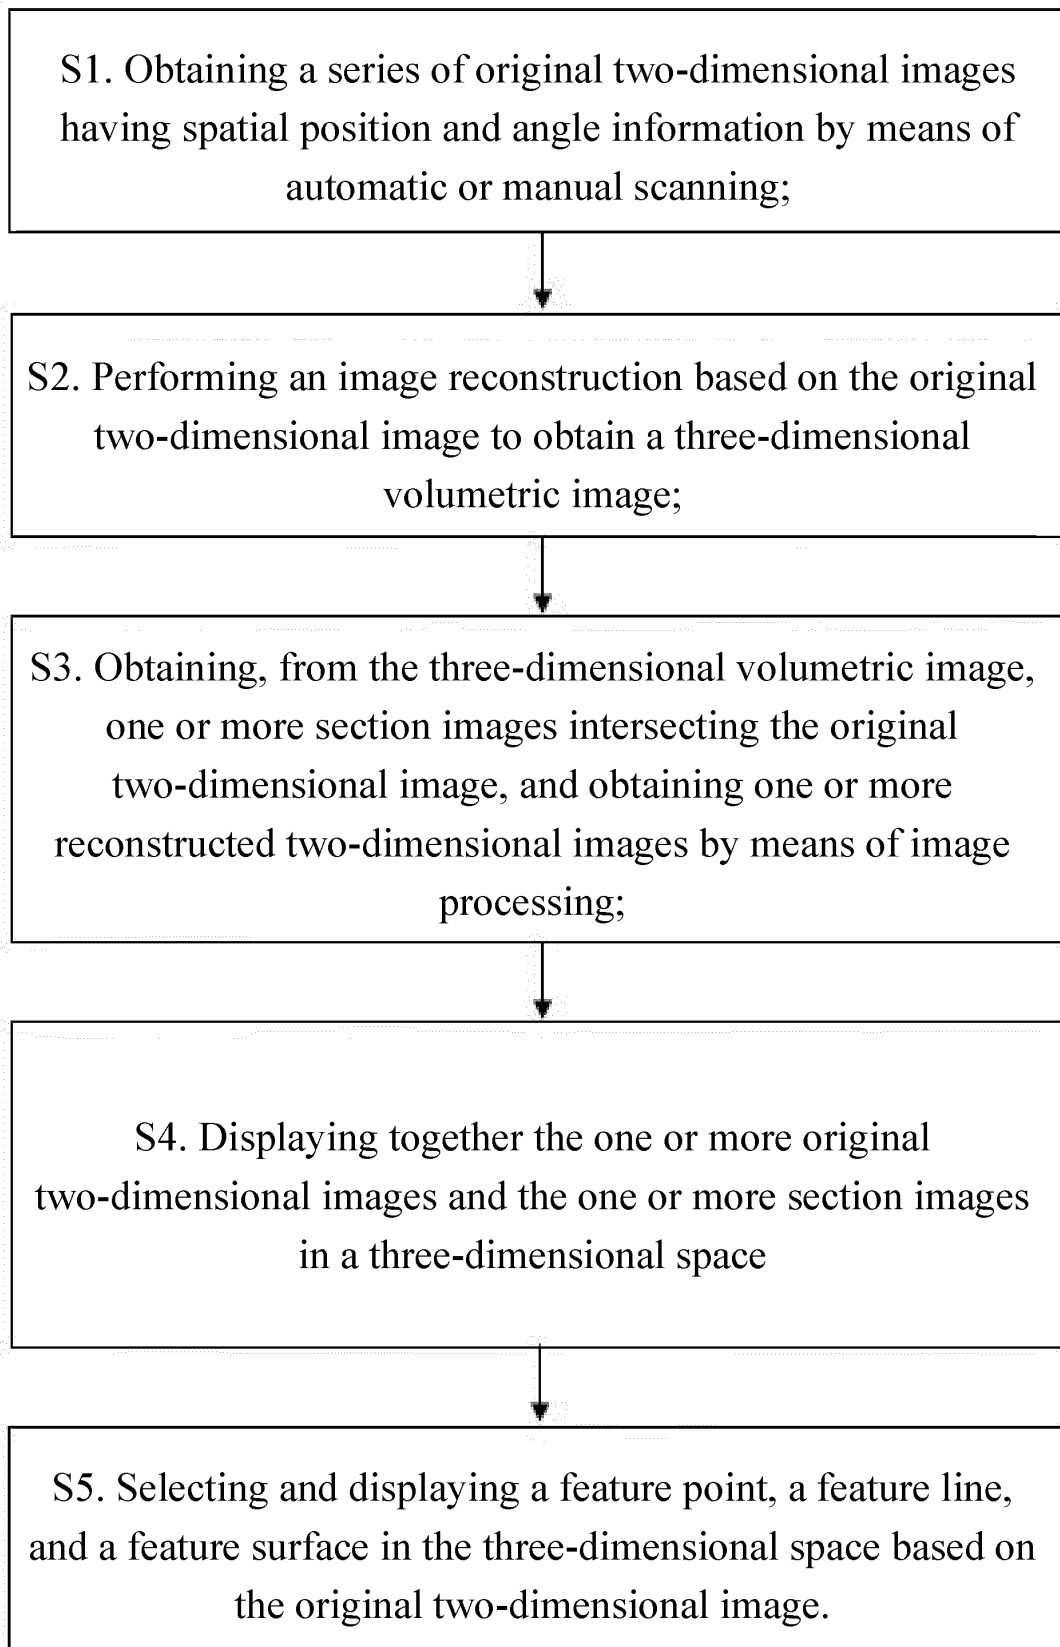 S1. Obtaining a series of original two-dimensional images
having spatial position and angle information by means of
automatic or manual scanning;
S2. Performing an image reconstruction based on the original
two-dimensional image to obtain a three-dimensional
volumetric image;
S3. Obtaining, from the three-dimensional volumetric image,
one or more section images intersecting the original
two-dimensional image, and obtaining one or more
reconstructed two-dimensional images by means of image
processing;
S4. Displaying together the one or more original
two-dimensional images and the one or more section images
in a three-dimensional space
S5. Selecting and displaying a feature point, a feature line,
and a feature surface in the three-dimensional space based on
the original two-dimensional image.